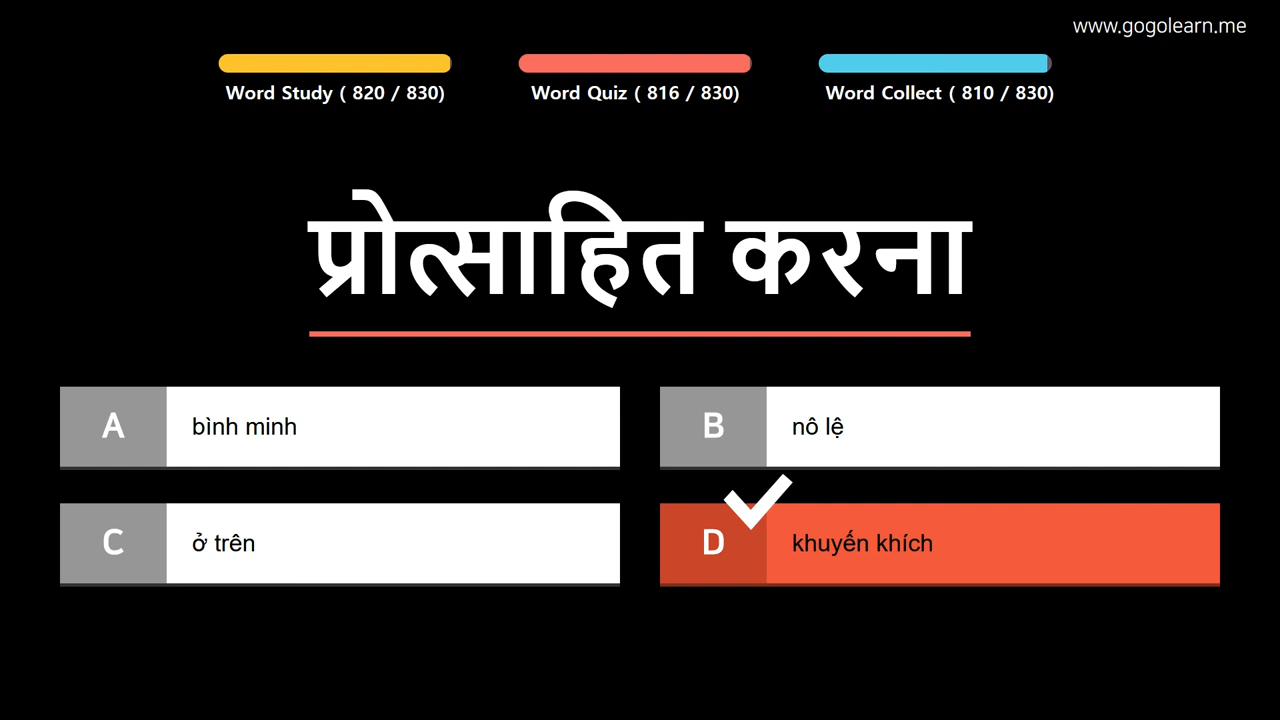 www.gogolearn.me
Word Study ( 820 / 830)
Word Quiz ( 816 / 830)
Word Collect ( 810 / 830)
प्रोत्साहित करना
A bình minh
B nô lệ
C ở trên
D khuyến khích